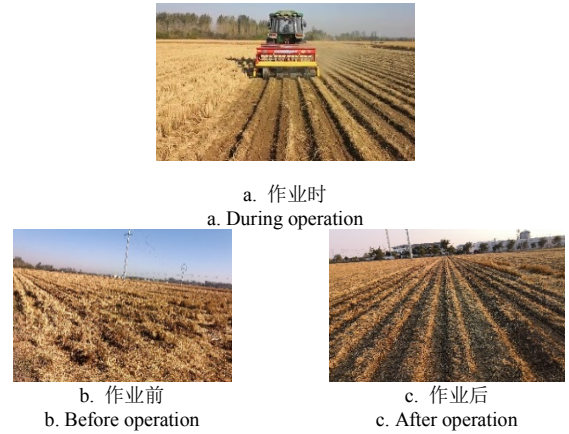 a. 作业时
a. During operation
b. 作业前
b. Before operation
c. 作业后
c. After operation